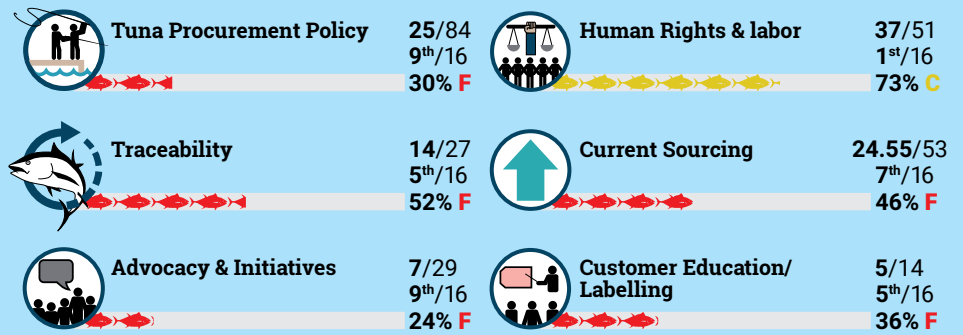 Tuna Procurement Policy 25/84
9th/16
30% F
Human Rights & labor 37/51
1st/16
73% C
Traceability 14/27
5th/16
52% F
Current Sourcing 24.55/53
7th/16
46% F
Advocacy & Initiatives 7/29
9th/16
24% F
Customer Education/ 5/14
Labelling 5th/16
36% F